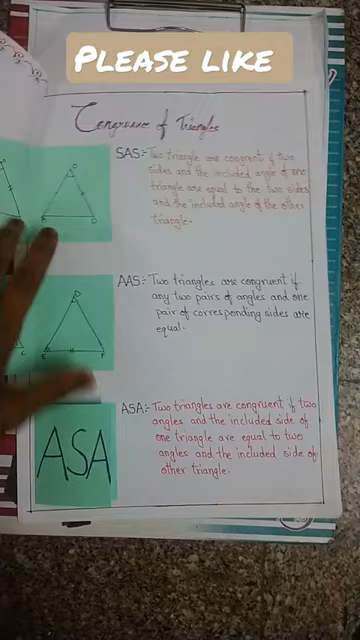 PLEASE LIKE
Congruence of Triangles
SAS:- Two triangle are congrent if two
sides and the included angle of one
triangle are equal to the two sides
and the included angle of the other
triangle.
D
AAS:- Two triangles are congruent if
any two pairs of angles and one
pair of corresponding sides are
equal.
D
C E F
ASA:- Two triangles are congruent if two
angles and the included side of
one triangle are equal to two
angles and the included side of
other triangle.
ASA